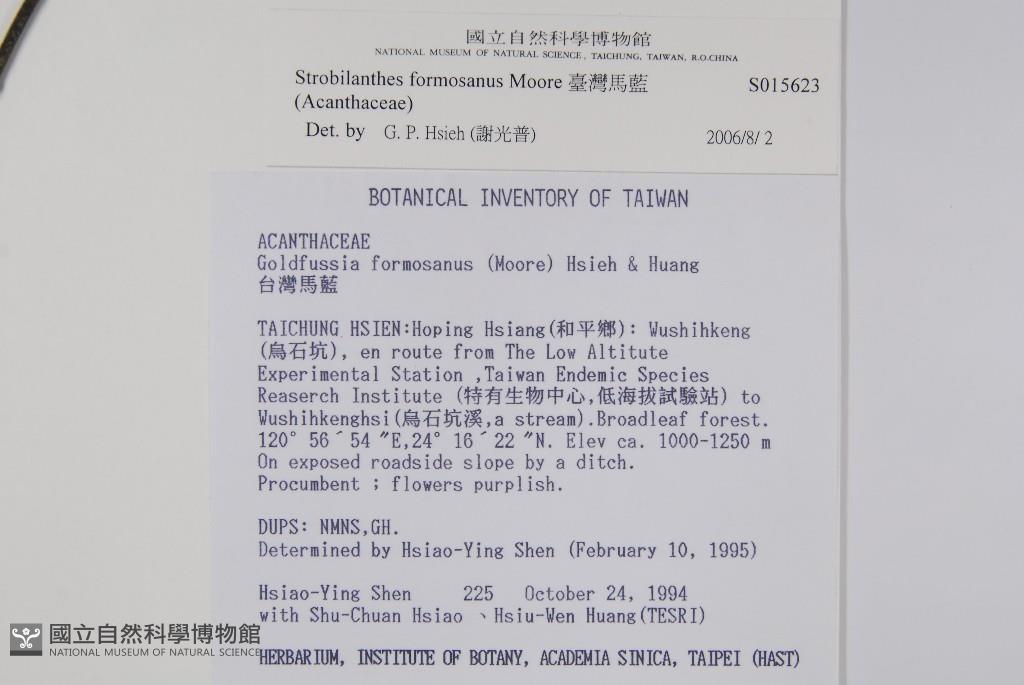 國立自然科學博物館
NATIONAL MUSEUM OF NATURAL SCIENCE, TAICHUNG, TAIWAN, R.O.CHINA
Strobilanthes formosanus Moore 臺灣馬藍 S015623
(Acanthaceae)
Det. by G. P. Hsieh (謝光普) 2006/8/ 2
BOTANICAL INVENTORY OF TAIWAN
ACANTHACEAE
Goldfussia formosanus (Moore) Hsieh & Huang
台灣馬藍
TAICHUNG HSIEN:Hoping Hsiang(和平鄉): Wushihkeng
(烏石坑), en route from The Low Altitute
Experimental Station ,Taiwan Endemic Species
Reaserch Institute (特有生物中心,低海拔試驗站) to
Wushihkenghsi(烏石坑溪,a stream).Broadleaf forest.
120° 56ˊ54 〞E,24° 16ˊ22 〞N. Elev ca. 1000-1250 m
On exposed roadside slope by a ditch.
Procumbent ; flowers purplish.
DUPS: NMNS,GH.
Determined by Hsiao-Ying Shen (February 10, 1995)
Hsiao-Ying Shen 225 October 24, 1994
with Shu-Chuan Hsiao 、Hsiu-Wen Huang(TESRI)
HERBARIUM, INSTITUTE OF BOTANY, ACADEMIA SINICA, TAIPEI (HAST)
國立自然科學博物館
NATIONAL MUSEUM OF NATURAL SCIENCE